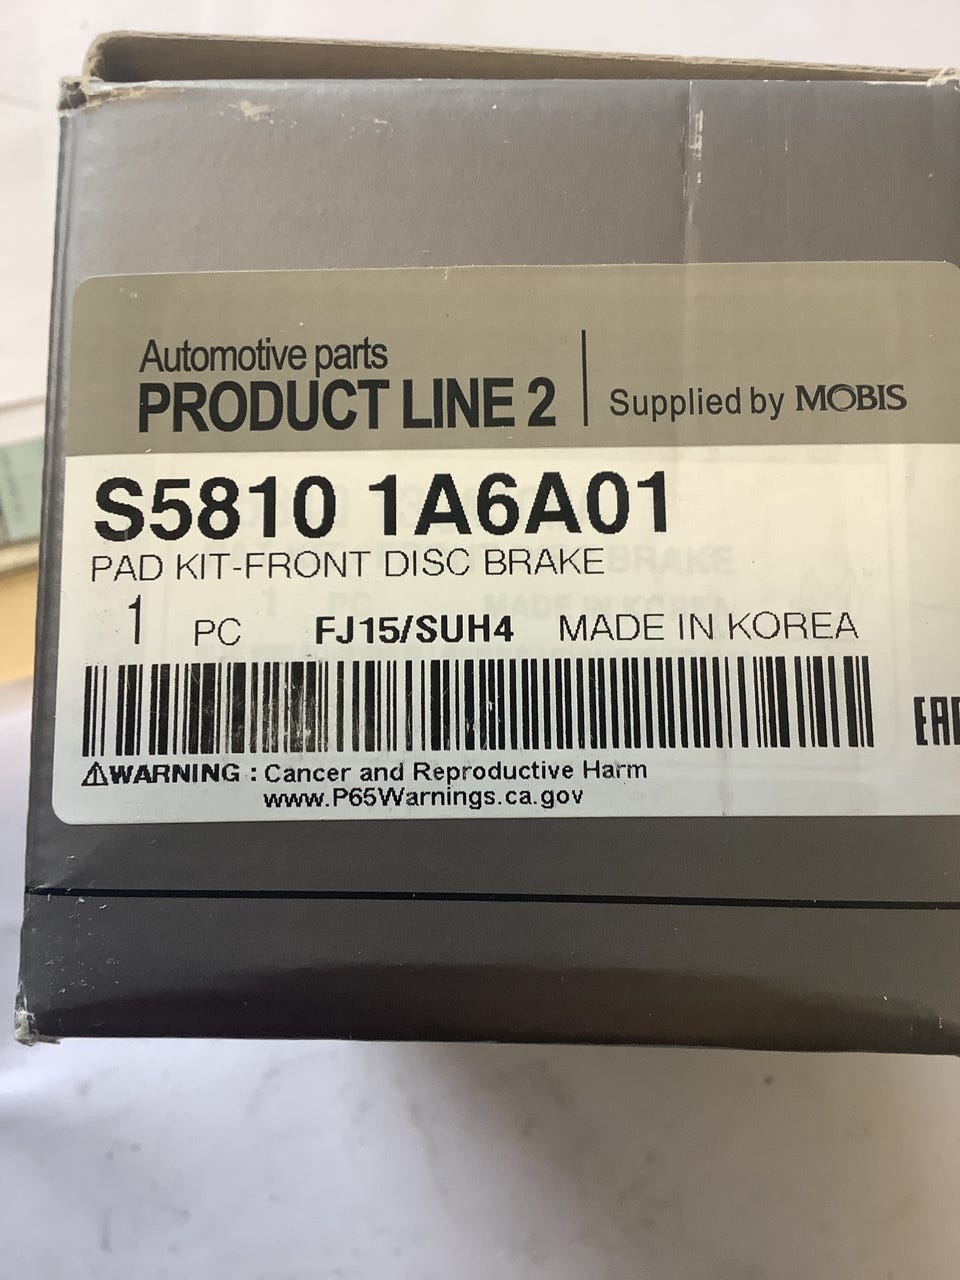 Automotive parts
PRODUCT LINE 2
Supplied by MOBIS
S5810 1A6A01
PAD KIT-FRONT DISC BRAKE
1 PC FJ15/SUH4 MADE IN KOREA
EAC
⚠WARNING : Cancer and Reproductive Harm
www.P65Warnings.ca.gov